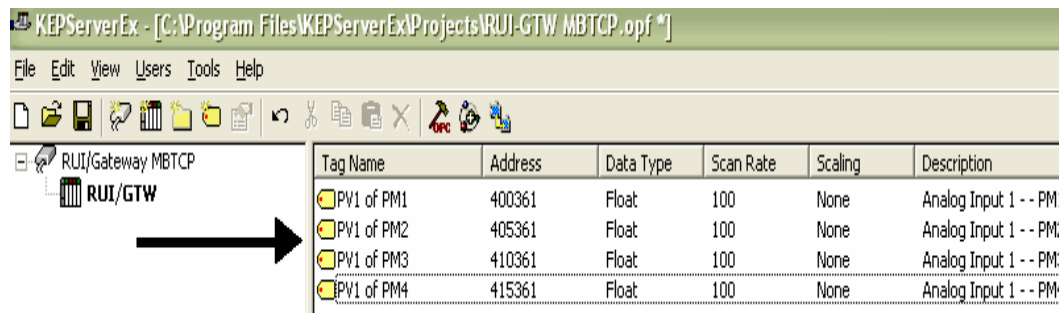 KEPServerEx - [C:\Program Files\KEPServerEx\Projects\RUI-GTW MBTCP.opf *]
File Edit View Users Tools Help
OPC
RUI/Gateway MBTCP
RUI/GTW
Tag Name Address Data Type Scan Rate Scaling Description
PV1 of PM1 400361 Float 100 None Analog Input 1 - - PM1
PV1 of PM2 405361 Float 100 None Analog Input 1 - - PM2
PV1 of PM3 410361 Float 100 None Analog Input 1 - - PM3
PV1 of PM4 415361 Float 100 None Analog Input 1 - - PM4